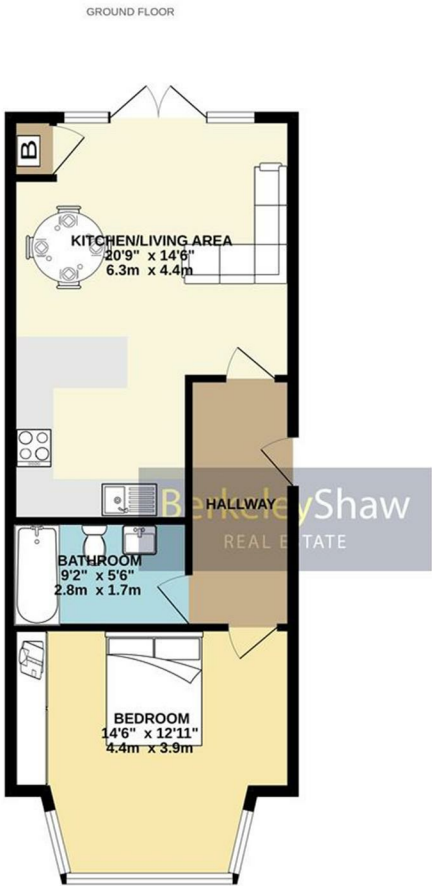 GROUND FLOOR
B
KITCHEN/LIVING AREA
20'9" x 14'6"
6.3m x 4.4m
BerkeleyShaw
REAL ESTATE
HALLWAY
BATHROOM
9'2" x 5'6"
2.8m x 1.7m
BEDROOM
14'6" x 12'11"
4.4m x 3.9m